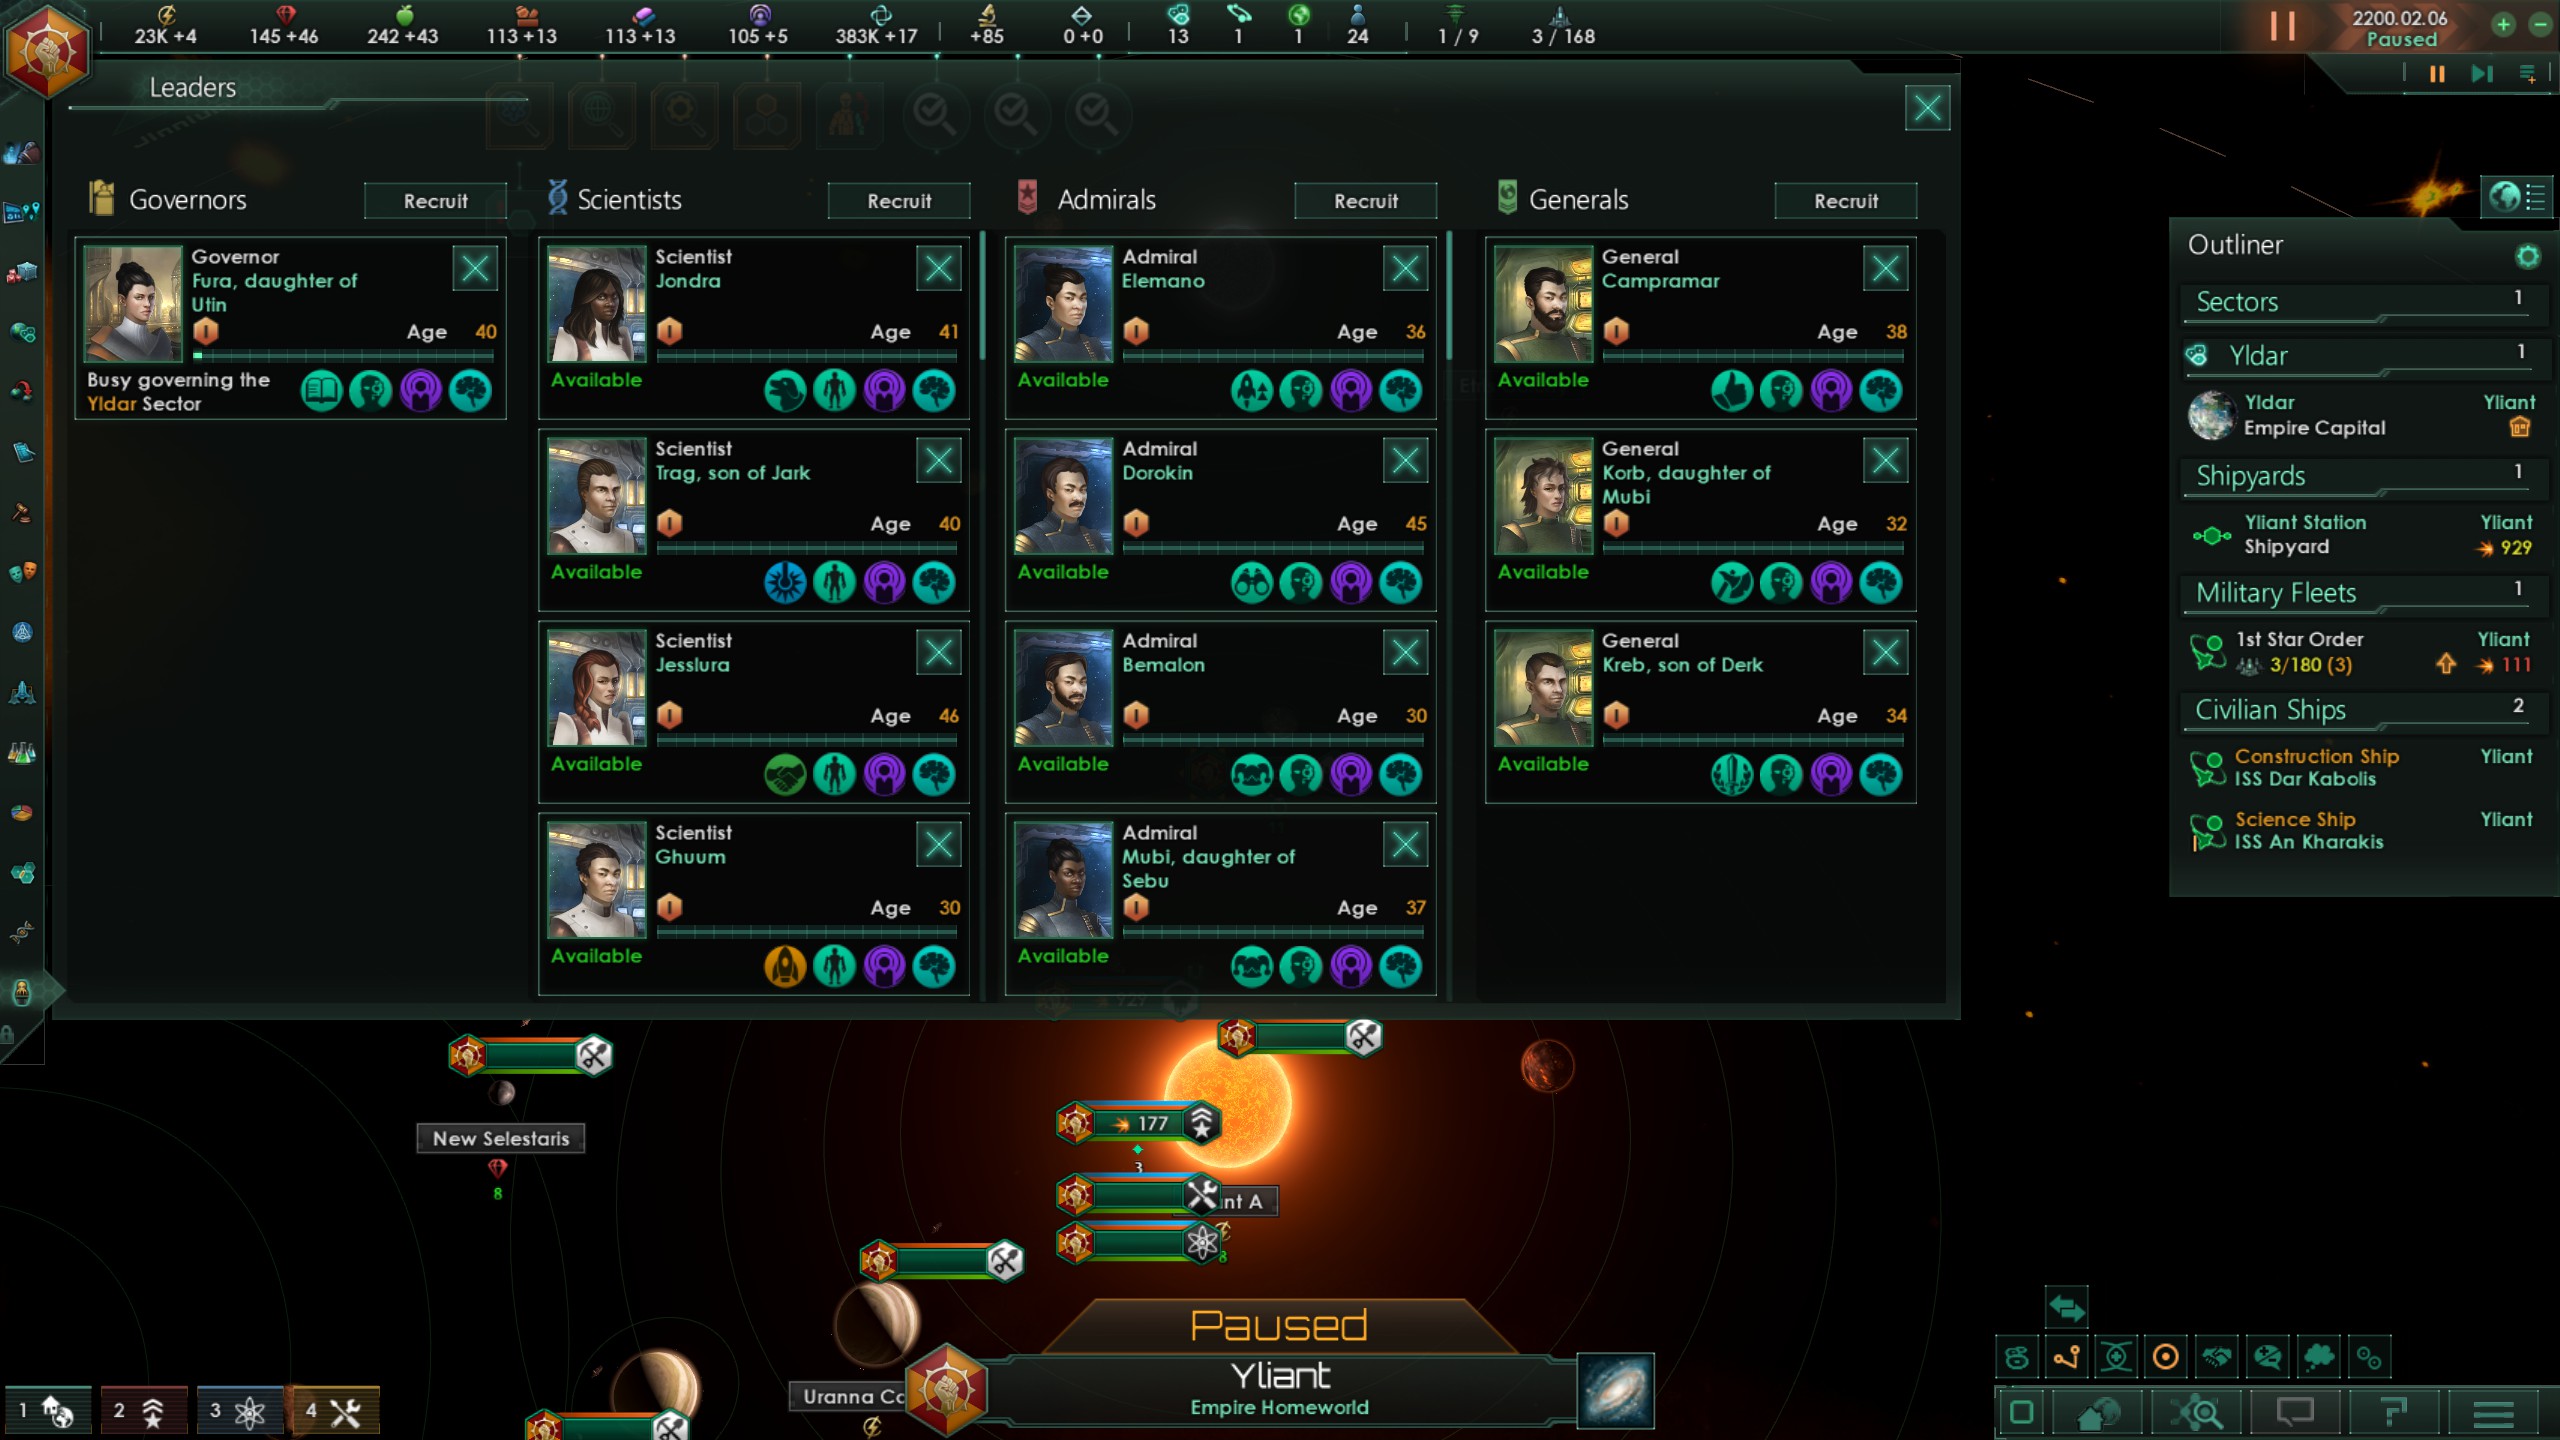 23K +4
145 +46
242 +43
113 +13
113 +13
105 +5
383K +17
+85
0 +0
13
1
1
24
1 / 9
3 / 168
2200.02.06
Paused
Leaders
Governors
Recruit
Scientists
Recruit
Admirals
Recruit
Generals
Recruit
Governor
Fura, daughter of
Utin
Age 40
Busy governing the
Yldar Sector
Scientist
Jondra
Age 41
Available
Scientist
Trag, son of Jark
Age 40
Available
Scientist
Jesslura
Age 46
Available
Scientist
Ghuum
Age 30
Available
Admiral
Elemano
Age 36
Available
Admiral
Dorokin
Age 45
Available
Admiral
Bemalon
Age 30
Available
Admiral
Mubi, daughter of
Sebu
Age 37
Available
General
Campramar
Age 38
Available
General
Korb, daughter of
Mubi
Age 32
Available
General
Kreb, son of Derk
Age 34
Available
Outliner
Sectors 1
Yldar 1
Yldar Yliant
Empire Capital
Shipyards 1
Yliant Station Yliant
Shipyard 929
Military Fleets 1
1st Star Order Yliant
3/180 (3) 111
Civilian Ships 2
Construction Ship Yliant
ISS Dar Kabolis
Science Ship Yliant
ISS An Kharakis
New Selestaris
8
177
3
nt A
8
Uranna Ca
Paused
Yliant
Empire Homeworld
1
2
3
4